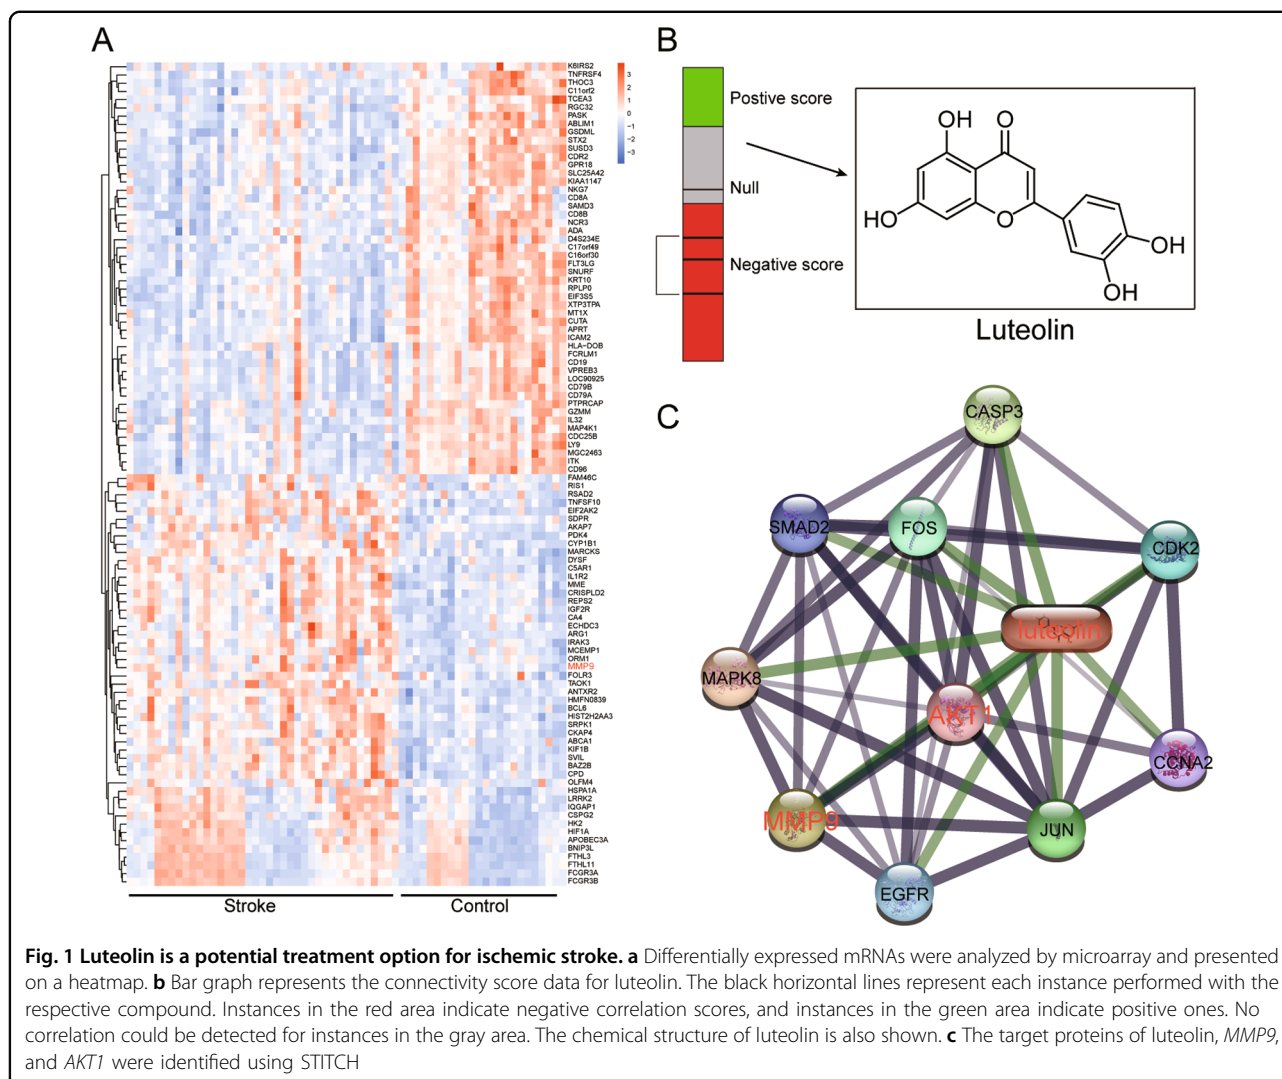 A
K6IRS2
TNFRSF4
THOC3
C11orf2
TCEA3
RGC32
PASK
ABLIM1
GSDML
STX2
SUSD3
CDR2
GPR18
SLC25A42
KIAA1147
NKG7
CD8A
SAMD3
CD8B
NCR3
ADA
D4S234E
C17orf49
C16orf30
FLT3LG
SNURF
KRT10
RPLP0
EIF3S5
XTP3TPA
MT1X
CUTA
APRT
ICAM2
HLA-DOB
FCRLM1
CD19
VPREB3
LOC90925
CD79B
CD79A
PTPRCAP
GZMM
IL32
MAP4K1
CDC25B
LY9
MGC2463
ITK
CD96
FAM46C
RIS1
RSAD2
TNFSF10
EIF2AK2
SDPR
AKAP7
PDK4
CYP1B1
MARCKS
DYSF
C5AR1
IL1R2
MME
CRISPLD2
REPS2
IGF2R
CA4
ECHDC3
ARG1
IRAK3
MCEMP1
ORM1
MMP9
FOLR3
TAOK1
ANTXR2
HMFN0839
BCL6
HIST2H2AA3
SRPK1
CKAP4
ABCA1
KIF1B
SVIL
BAZ2B
CPD
OLFM4
HSPA1A
LRRK2
IQGAP1
CSPG2
HK2
HIF1A
APOBEC3A
BNIP3L
FTHL3
FTHL11
FCGR3A
FCGR3B
3
2
1
0
−1
−2
−3
Stroke
Control
B
Postive score
Null
Negative score
OH
O
HO
O
OH
OH
Luteolin
C
CASP3
SMAD2
FOS
CDK2
luteolin
MAPK8
AKT1
CCNA2
MMP9
JUN
EGFR
Fig. 1 Luteolin is a potential treatment option for ischemic stroke. a Differentially expressed mRNAs were analyzed by microarray and presented
on a heatmap. b Bar graph represents the connectivity score data for luteolin. The black horizontal lines represent each instance performed with the
respective compound. Instances in the red area indicate negative correlation scores, and instances in the green area indicate positive ones. No
correlation could be detected for instances in the gray area. The chemical structure of luteolin is also shown. c The target proteins of luteolin, MMP9,
and AKT1 were identified using STITCH